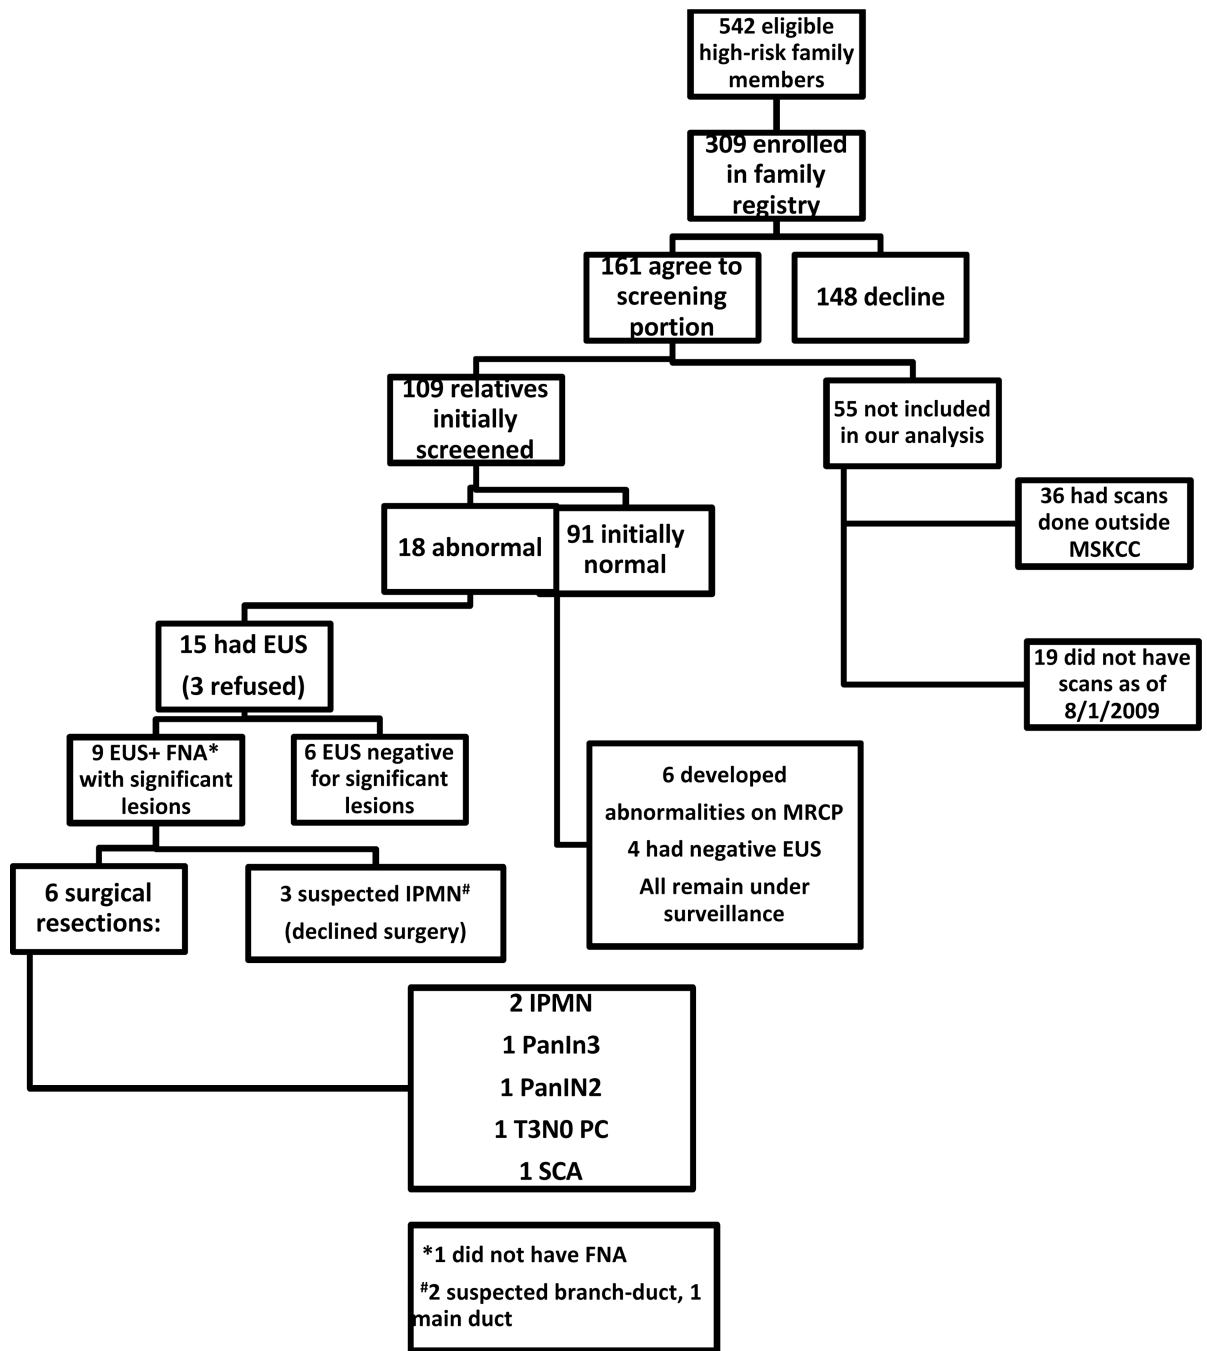 542 eligible
high-risk family
members
309 enrolled
in family
registry
161 agree to
screening
portion
148 decline
109 relatives
initially
screeened
55 not included
in our analysis
36 had scans
done outside
MSKCC
18 abnormal
91 initially
normal
15 had EUS
(3 refused)
19 did not have
scans as of
8/1/2009
9 EUS+ FNA*
with significant
lesions
6 EUS negative
for significant
lesions
6 developed
abnormalities on MRCP
4 had negative EUS
All remain under
surveillance
6 surgical
resections:
3 suspected IPMN#
(declined surgery)
2 IPMN
1 PanIn3
1 PanIN2
1 T3N0 PC
1 SCA
*1 did not have FNA
#2 suspected branch-duct, 1
main duct